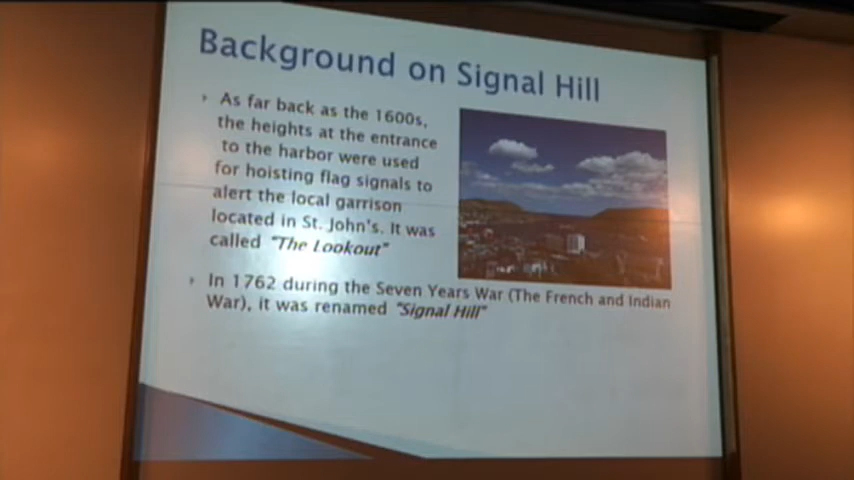 Background on Signal Hill
As far back as the 1600s,
the heights at the entrance
to the harbor were used
for hoisting flag signals to
alert the local garrison
located in St. John's. It was
called "The Lookout"
In 1762 during the Seven Years War (The French and Indian
War), it was renamed "Signal Hill"